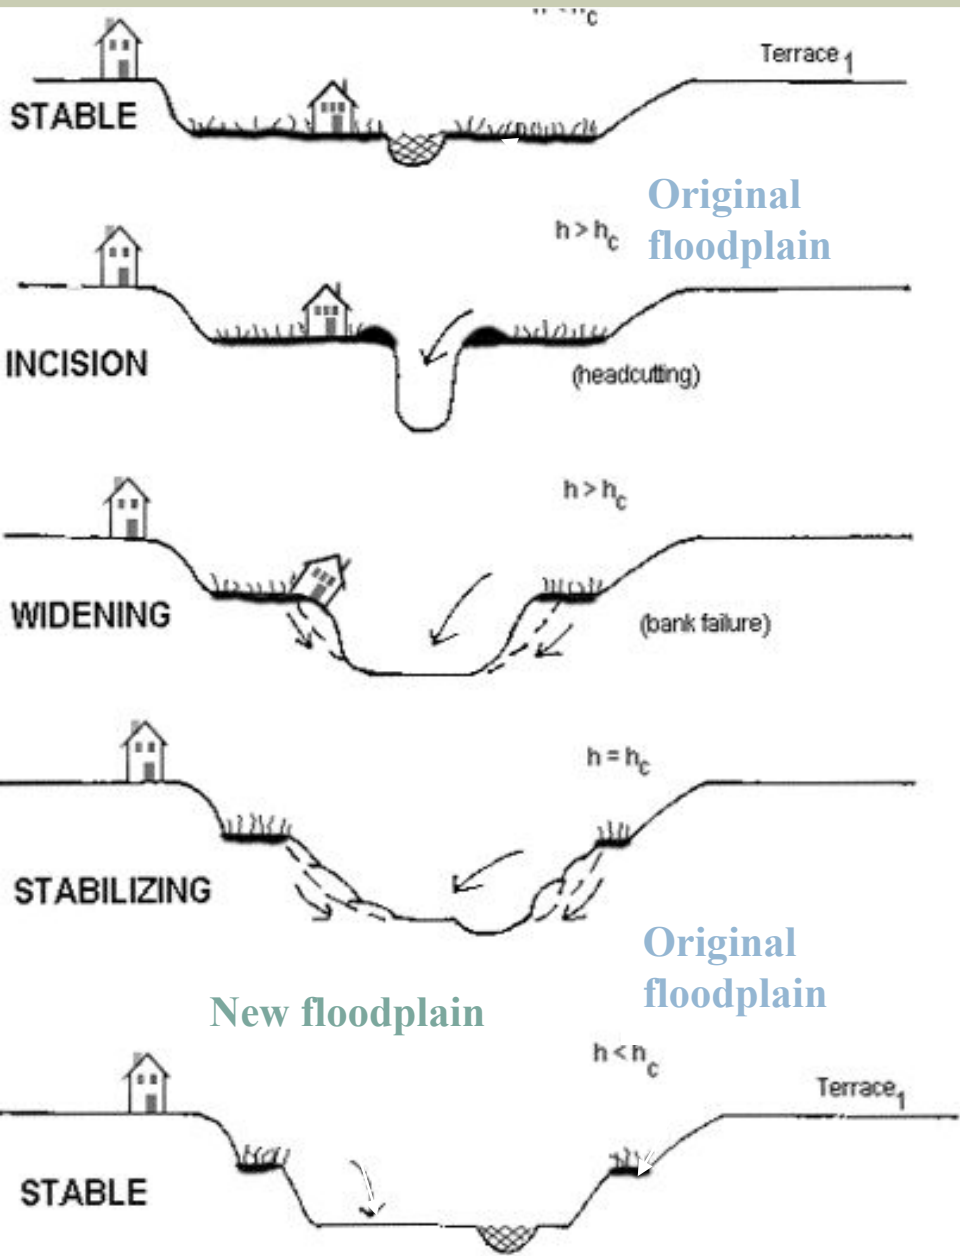 h < hc
Terrace1
STABLE
Original
floodplain
h > hc
INCISION
(headcutting)
h > hc
WIDENING
(bank failure)
h = hc
STABILIZING
Original
floodplain
New floodplain
h < hc
Terrace1
STABLE